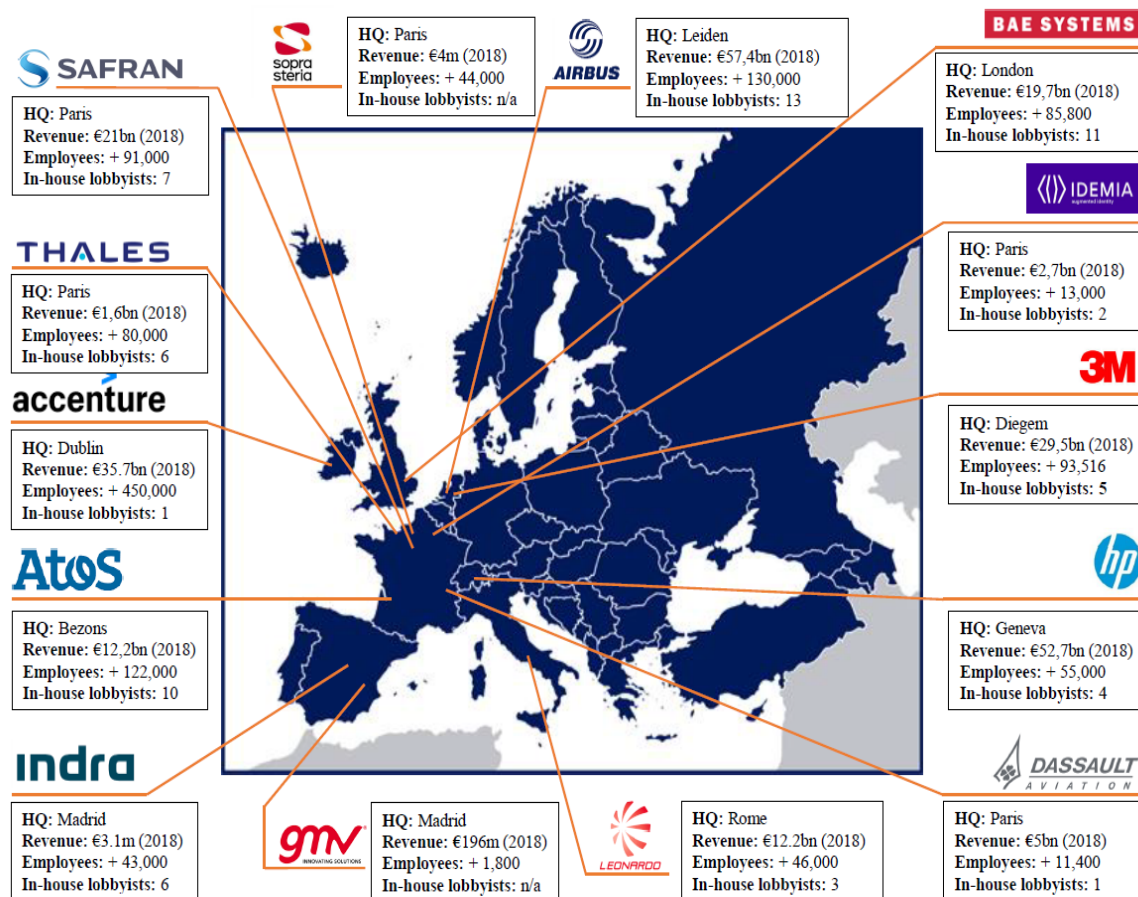 SAFRAN
HQ: Paris
Revenue: €21bn (2018)
Employees: + 91,000
In-house lobbyists: 7
sopra
steria
HQ: Paris
Revenue: €4m (2018)
Employees: + 44,000
In-house lobbyists: n/a
AIRBUS
HQ: Leiden
Revenue: €57,4bn (2018)
Employees: + 130,000
In-house lobbyists: 13
BAE SYSTEMS
HQ: London
Revenue: €19,7bn (2018)
Employees: + 85,800
In-house lobbyists: 11
IDEMIA
augmented identity
HQ: Paris
Revenue: €2,7bn (2018)
Employees: + 13,000
In-house lobbyists: 2
THALES
HQ: Paris
Revenue: €1,6bn (2018)
Employees: + 80,000
In-house lobbyists: 6
3M
HQ: Diegem
Revenue: €29,5bn (2018)
Employees: + 93,516
In-house lobbyists: 5
accenture
HQ: Dublin
Revenue: €35.7bn (2018)
Employees: + 450,000
In-house lobbyists: 1
hp
HQ: Geneva
Revenue: €52,7bn (2018)
Employees: + 55,000
In-house lobbyists: 4
Atos
HQ: Bezons
Revenue: €12,2bn (2018)
Employees: + 122,000
In-house lobbyists: 10
indra
HQ: Madrid
Revenue: €3.1m (2018)
Employees: + 43,000
In-house lobbyists: 6
gmv
INNOVATING SOLUTIONS
HQ: Madrid
Revenue: €196m (2018)
Employees: + 1,800
In-house lobbyists: n/a
LEONARDO
HQ: Rome
Revenue: €12.2bn (2018)
Employees: + 46,000
In-house lobbyists: 3
DASSAULT
AVIATION
HQ: Paris
Revenue: €5bn (2018)
Employees: + 11,400
In-house lobbyists: 1